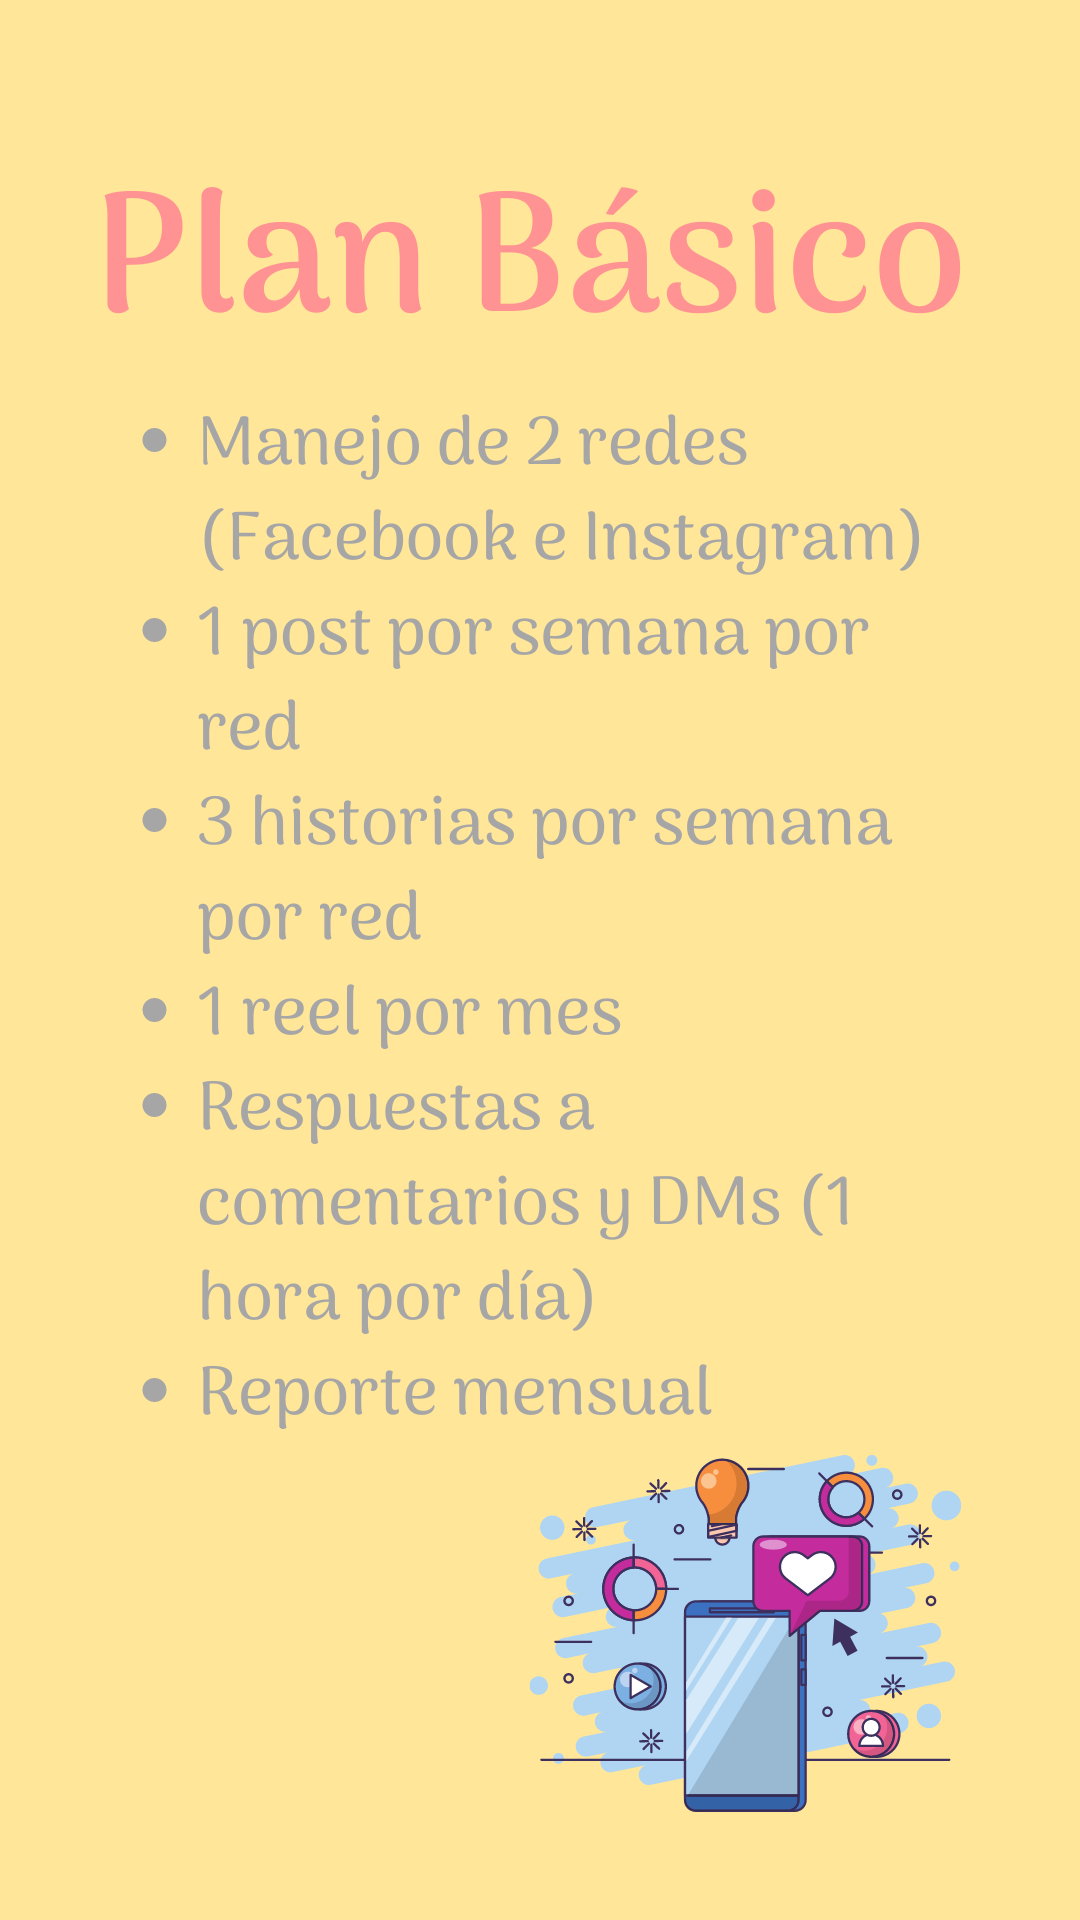 Plan Básico
• Manejo de 2 redes
(Facebook e Instagram)
• 1 post por semana por
red
• 3 historias por semana
por red
• 1 reel por mes
• Respuestas a
comentarios y DMs (1
hora por día)
• Reporte mensual